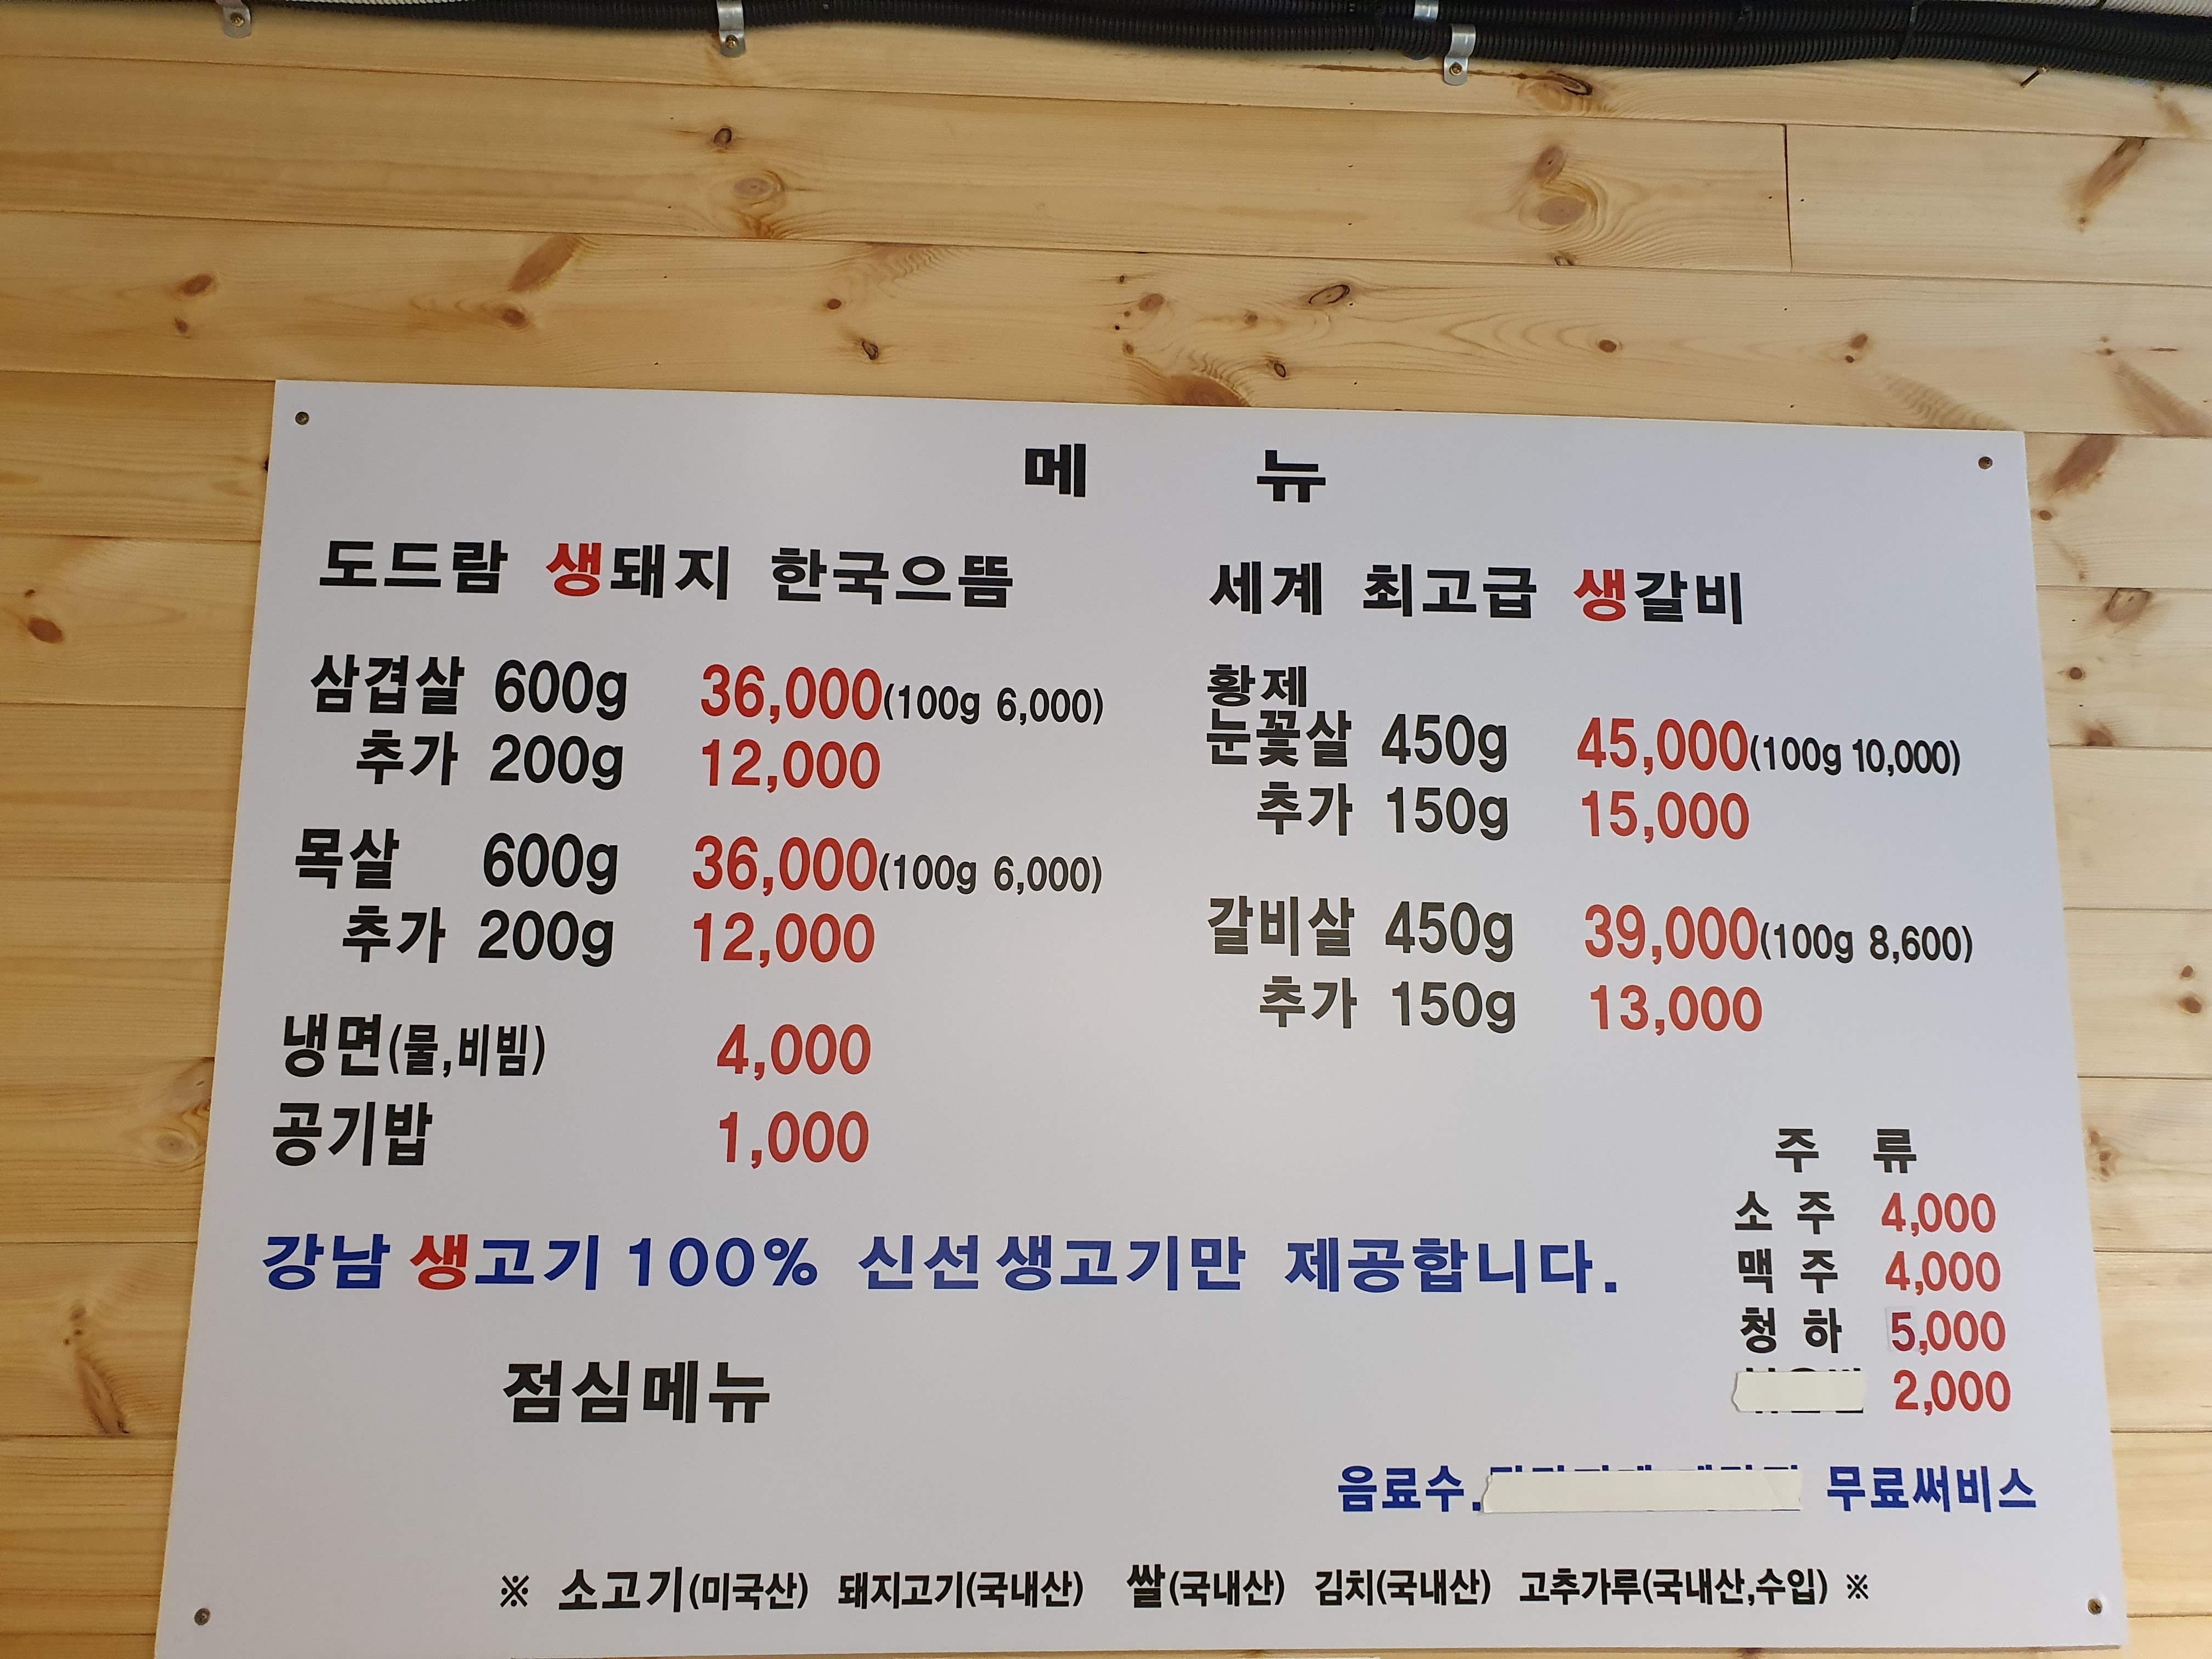 메 뉴
도드람 생돼지 한국으뜸
삼겹살 600g 36,000(100g 6,000)
추가 200g 12,000
목살 600g 36,000(100g 6,000)
추가 200g 12,000
냉면(물,비빔) 4,000
공기밥 1,000
세계 최고급 생갈비
황제
눈꽃살 450g 45,000(100g 10,000)
추가 150g 15,000
갈비살 450g 39,000(100g 8,600)
추가 150g 13,000
주 류
소 주 4,000
맥 주 4,000
청 하 5,000
2,000
강남 생고기 100% 신선 생고기만 제공합니다.
점심메뉴
음료수. 무료써비스
※ 소고기(미국산) 돼지고기(국내산) 쌀(국내산) 김치(국내산) 고추가루(국내산,수입) ※